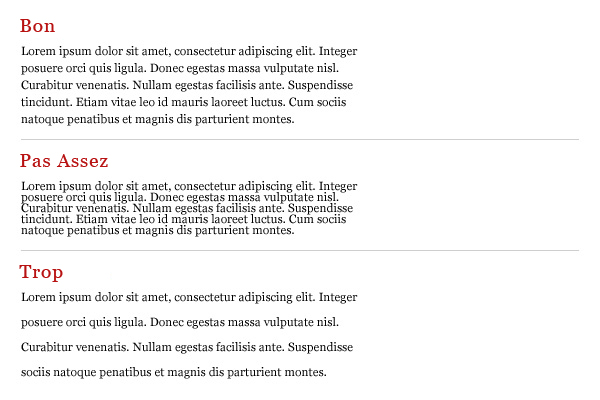 Bon
Lorem ipsum dolor sit amet, consectetur adipiscing elit. Integer
posuere orci quis ligula. Donec egestas massa vulputate nisl.
Curabitur venenatis. Nullam egestas facilisis ante. Suspendisse
tincidunt. Etiam vitae leo id mauris laoreet luctus. Cum sociis
natoque penatibus et magnis dis parturient montes.
Pas Assez
Lorem ipsum dolor sit amet, consectetur adipiscing elit. Integer
posuere orci quis ligula. Donec egestas massa vulputate nisl.
Curabitur venenatis. Nullam egestas facilisis ante. Suspendisse
tincidunt. Etiam vitae leo id mauris laoreet luctus. Cum sociis
natoque penatibus et magnis dis parturient montes.
Trop
Lorem ipsum dolor sit amet, consectetur adipiscing elit. Integer
posuere orci quis ligula. Donec egestas massa vulputate nisl.
Curabitur venenatis. Nullam egestas facilisis ante. Suspendisse
sociis natoque penatibus et magnis dis parturient montes.